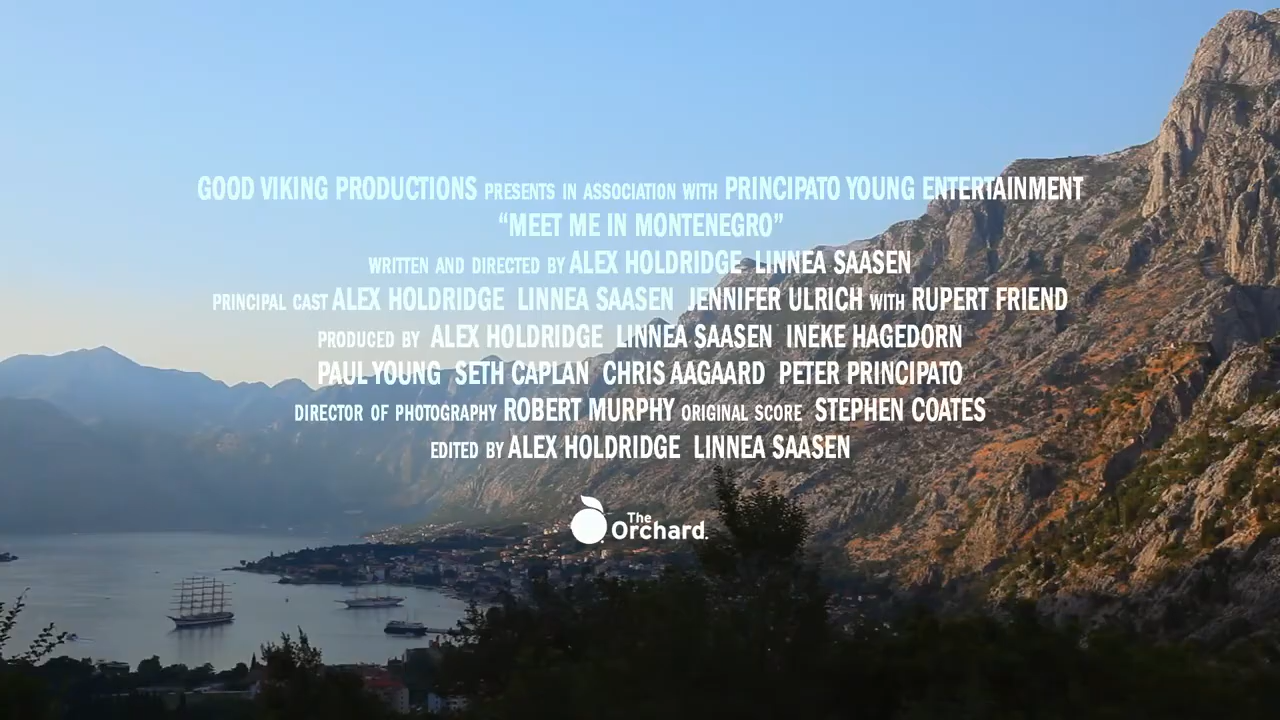 GOOD VIKING PRODUCTIONS PRESENTS IN ASSOCIATION WITH PRINCIPATO YOUNG ENTERTAINMENT
“MEET ME IN MONTENEGRO”
WRITTEN AND DIRECTED BY ALEX HOLDRIDGE LINNEA SAASEN
PRINCIPAL CAST ALEX HOLDRIDGE LINNEA SAASEN JENNIFER ULRICH WITH RUPERT FRIEND
PRODUCED BY ALEX HOLDRIDGE LINNEA SAASEN INEKE HAGEDORN
PAUL YOUNG SETH CAPLAN CHRIS AAGAARD PETER PRINCIPATO
DIRECTOR OF PHOTOGRAPHY ROBERT MURPHY ORIGINAL SCORE STEPHEN COATES
EDITED BY ALEX HOLDRIDGE LINNEA SAASEN
The
Orchard.